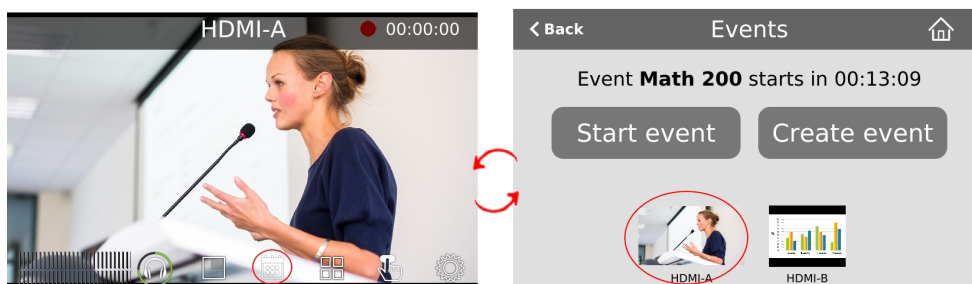 HDMI-A
00:00:00
Back
Events
Event Math 200 starts in 00:13:09
Start event
Create event
HDMI-A
HDMI-B